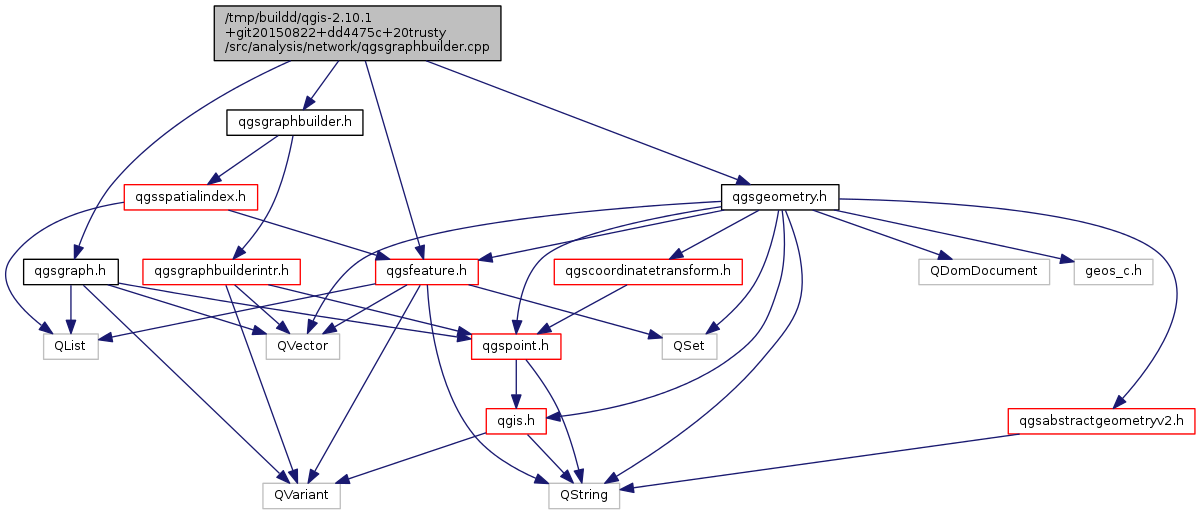 /tmp/buildd/qgis-2.10.1
+git20150822+dd4475c+20trusty
/src/analysis/network/qgsgraphbuilder.cpp
qgsgraphbuilder.h
qgsspatialindex.h
qgsgeometry.h
qgsgraph.h
qgsgraphbuilderintr.h
qgsfeature.h
qgscoordinatetransform.h
QDomDocument
geos_c.h
QList
QVector
qgspoint.h
QSet
qgis.h
qgsabstractgeometryv2.h
QVariant
QString